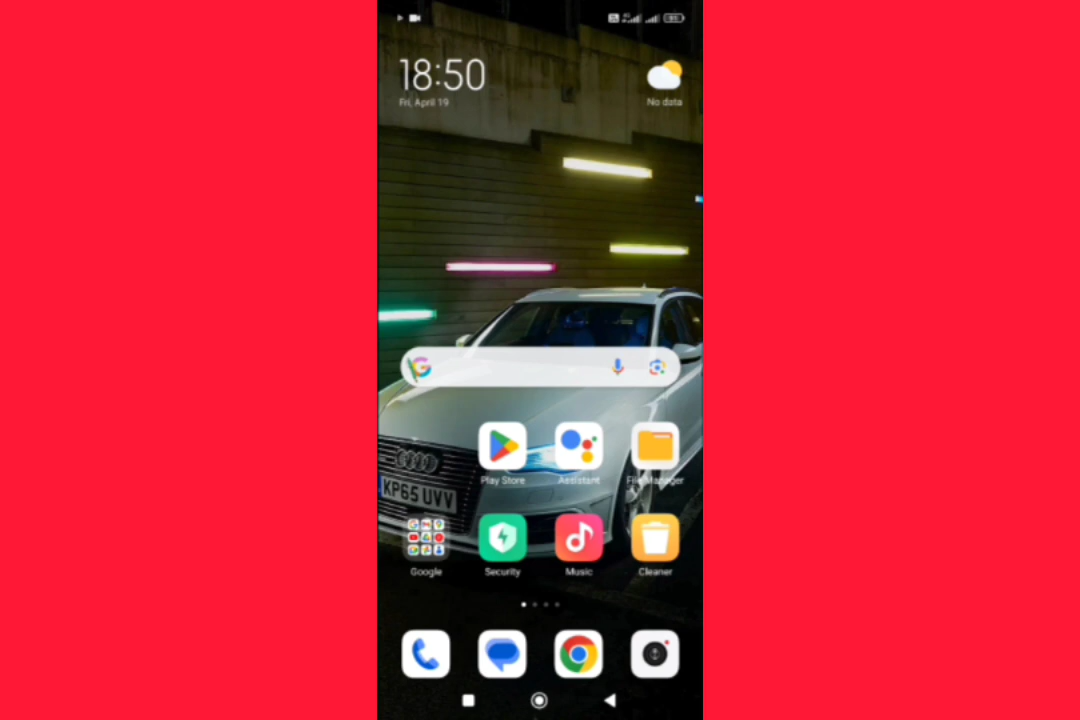 18:50
Fri, April 19
No data
Play Store
Assistant
File Manager
KP65 UVV
Google
Security
Music
Cleaner